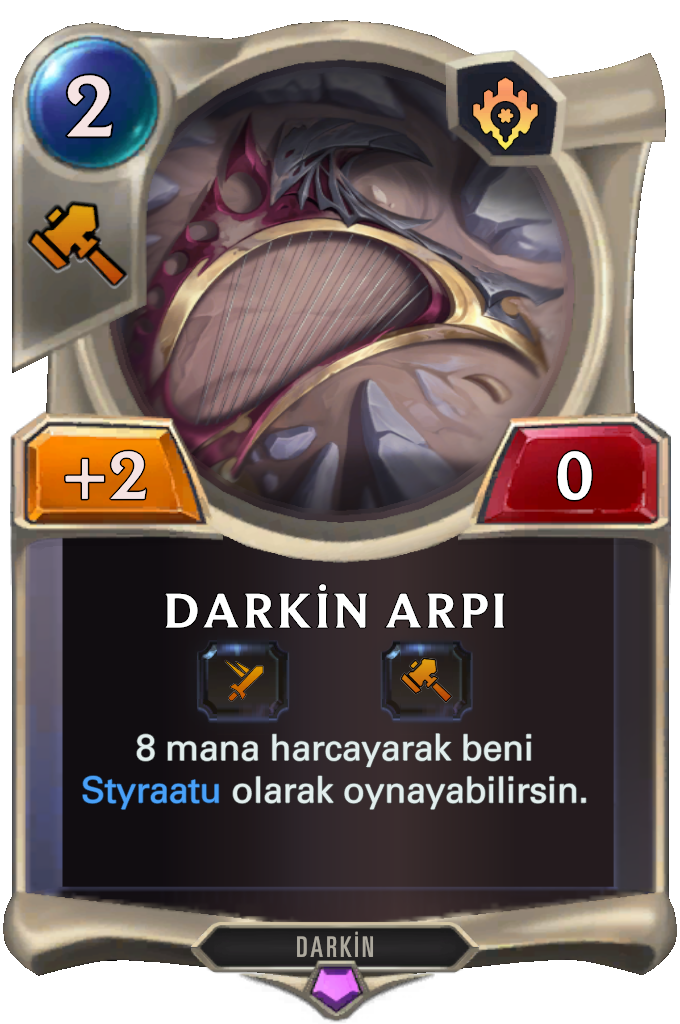 2
+2
0
DARKİN ARPI
8 mana harcayarak beni
Styraatu olarak oynayabilirsin.
DARKİN